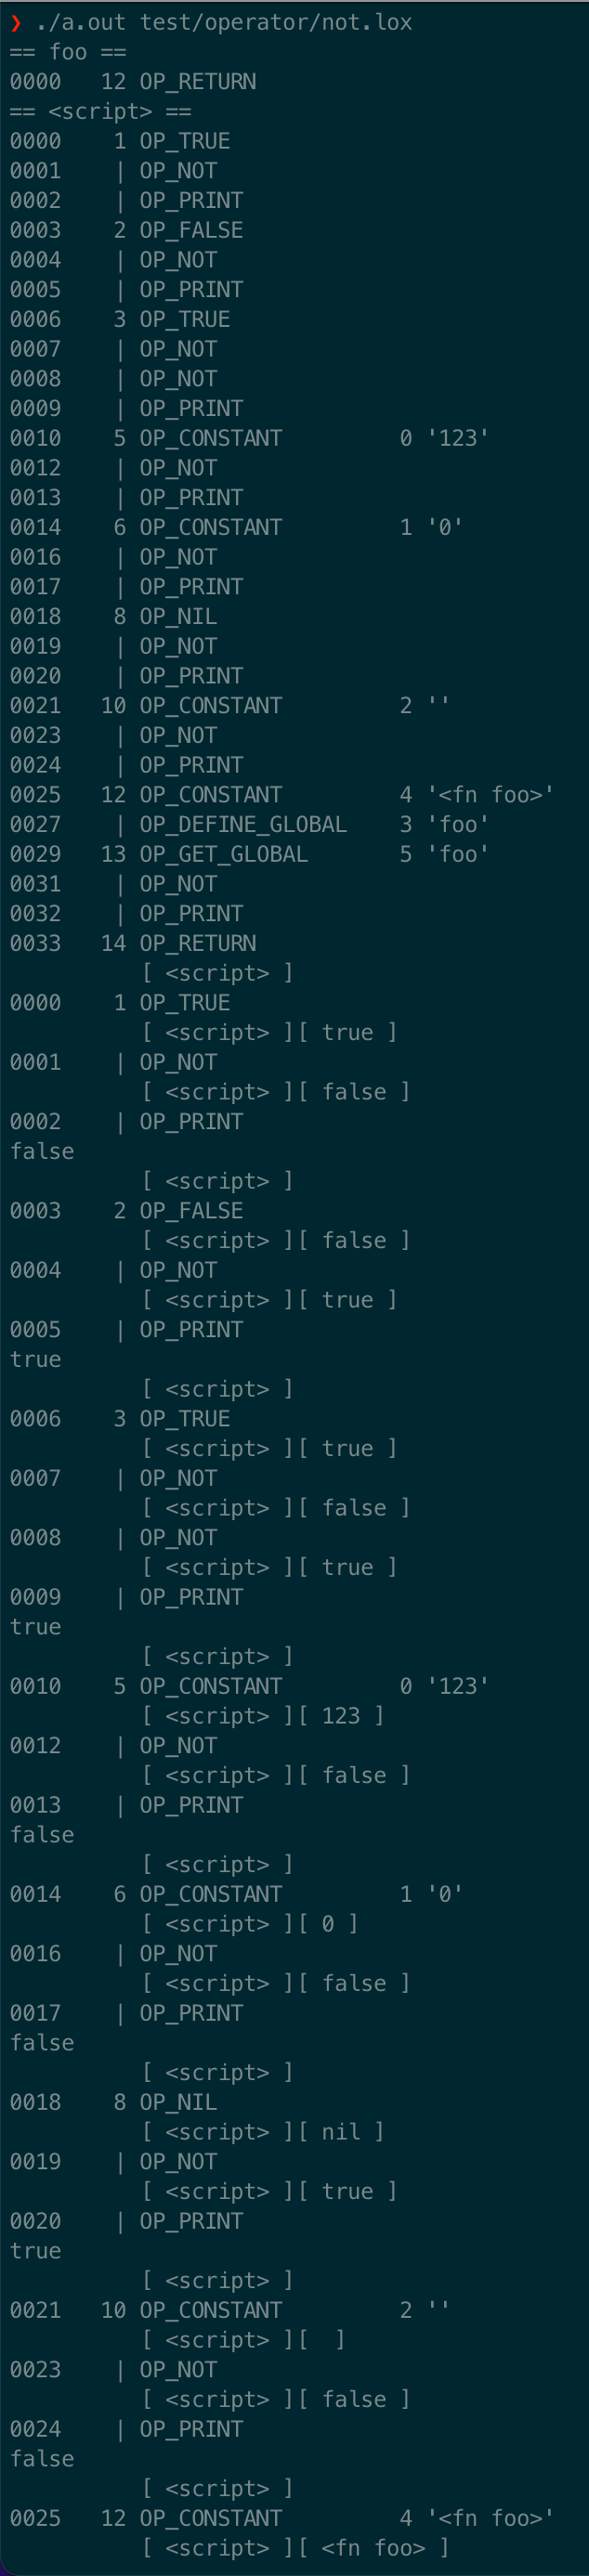 ❯ ./a.out test/operator/not.lox
== foo ==
0000   12 OP_RETURN
== <script> ==
0000    1 OP_TRUE
0001    | OP_NOT
0002    | OP_PRINT
0003    2 OP_FALSE
0004    | OP_NOT
0005    | OP_PRINT
0006    3 OP_TRUE
0007    | OP_NOT
0008    | OP_NOT
0009    | OP_PRINT
0010    5 OP_CONSTANT         0 '123'
0012    | OP_NOT
0013    | OP_PRINT
0014    6 OP_CONSTANT         1 '0'
0016    | OP_NOT
0017    | OP_PRINT
0018    8 OP_NIL
0019    | OP_NOT
0020    | OP_PRINT
0021   10 OP_CONSTANT         2 ''
0023    | OP_NOT
0024    | OP_PRINT
0025   12 OP_CONSTANT         4 '<fn foo>'
0027    | OP_DEFINE_GLOBAL    3 'foo'
0029   13 OP_GET_GLOBAL       5 'foo'
0031    | OP_NOT
0032    | OP_PRINT
0033   14 OP_RETURN
          [ <script> ]
0000    1 OP_TRUE
          [ <script> ][ true ]
0001    | OP_NOT
          [ <script> ][ false ]
0002    | OP_PRINT
false
          [ <script> ]
0003    2 OP_FALSE
          [ <script> ][ false ]
0004    | OP_NOT
          [ <script> ][ true ]
0005    | OP_PRINT
true
          [ <script> ]
0006    3 OP_TRUE
          [ <script> ][ true ]
0007    | OP_NOT
          [ <script> ][ false ]
0008    | OP_NOT
          [ <script> ][ true ]
0009    | OP_PRINT
true
          [ <script> ]
0010    5 OP_CONSTANT         0 '123'
          [ <script> ][ 123 ]
0012    | OP_NOT
          [ <script> ][ false ]
0013    | OP_PRINT
false
          [ <script> ]
0014    6 OP_CONSTANT         1 '0'
          [ <script> ][ 0 ]
0016    | OP_NOT
          [ <script> ][ false ]
0017    | OP_PRINT
false
          [ <script> ]
0018    8 OP_NIL
          [ <script> ][ nil ]
0019    | OP_NOT
          [ <script> ][ true ]
0020    | OP_PRINT
true
          [ <script> ]
0021   10 OP_CONSTANT         2 ''
          [ <script> ][  ]
0023    | OP_NOT
          [ <script> ][ false ]
0024    | OP_PRINT
false
          [ <script> ]
0025   12 OP_CONSTANT         4 '<fn foo>'
          [ <script> ][ <fn foo> ]